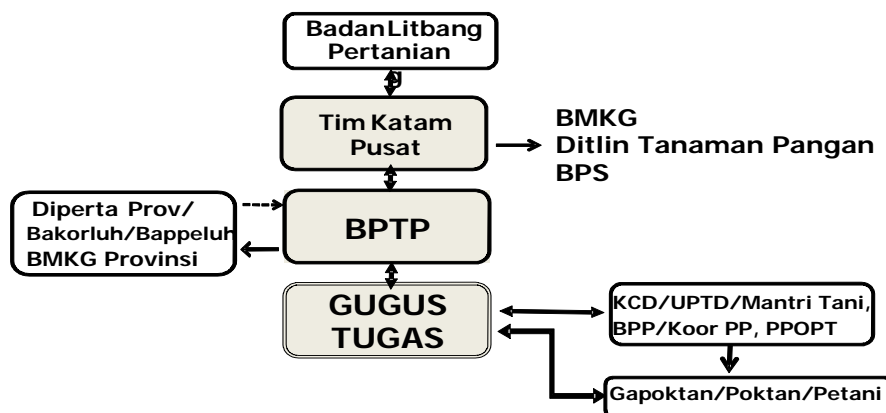 Badan Litbang
Pertanian
g
Tim Katam
Pusat
BMKG
Ditlin Tanaman Pangan
BPS
Diperta Prov/
Bakorluh/Bappeluh
BMKG Provinsi
BPTP
GUGUS
TUGAS
KCD/UPTD/Mantri Tani,
BPP/Koor PP, PPOPT
Gapoktan/Poktan/Petani